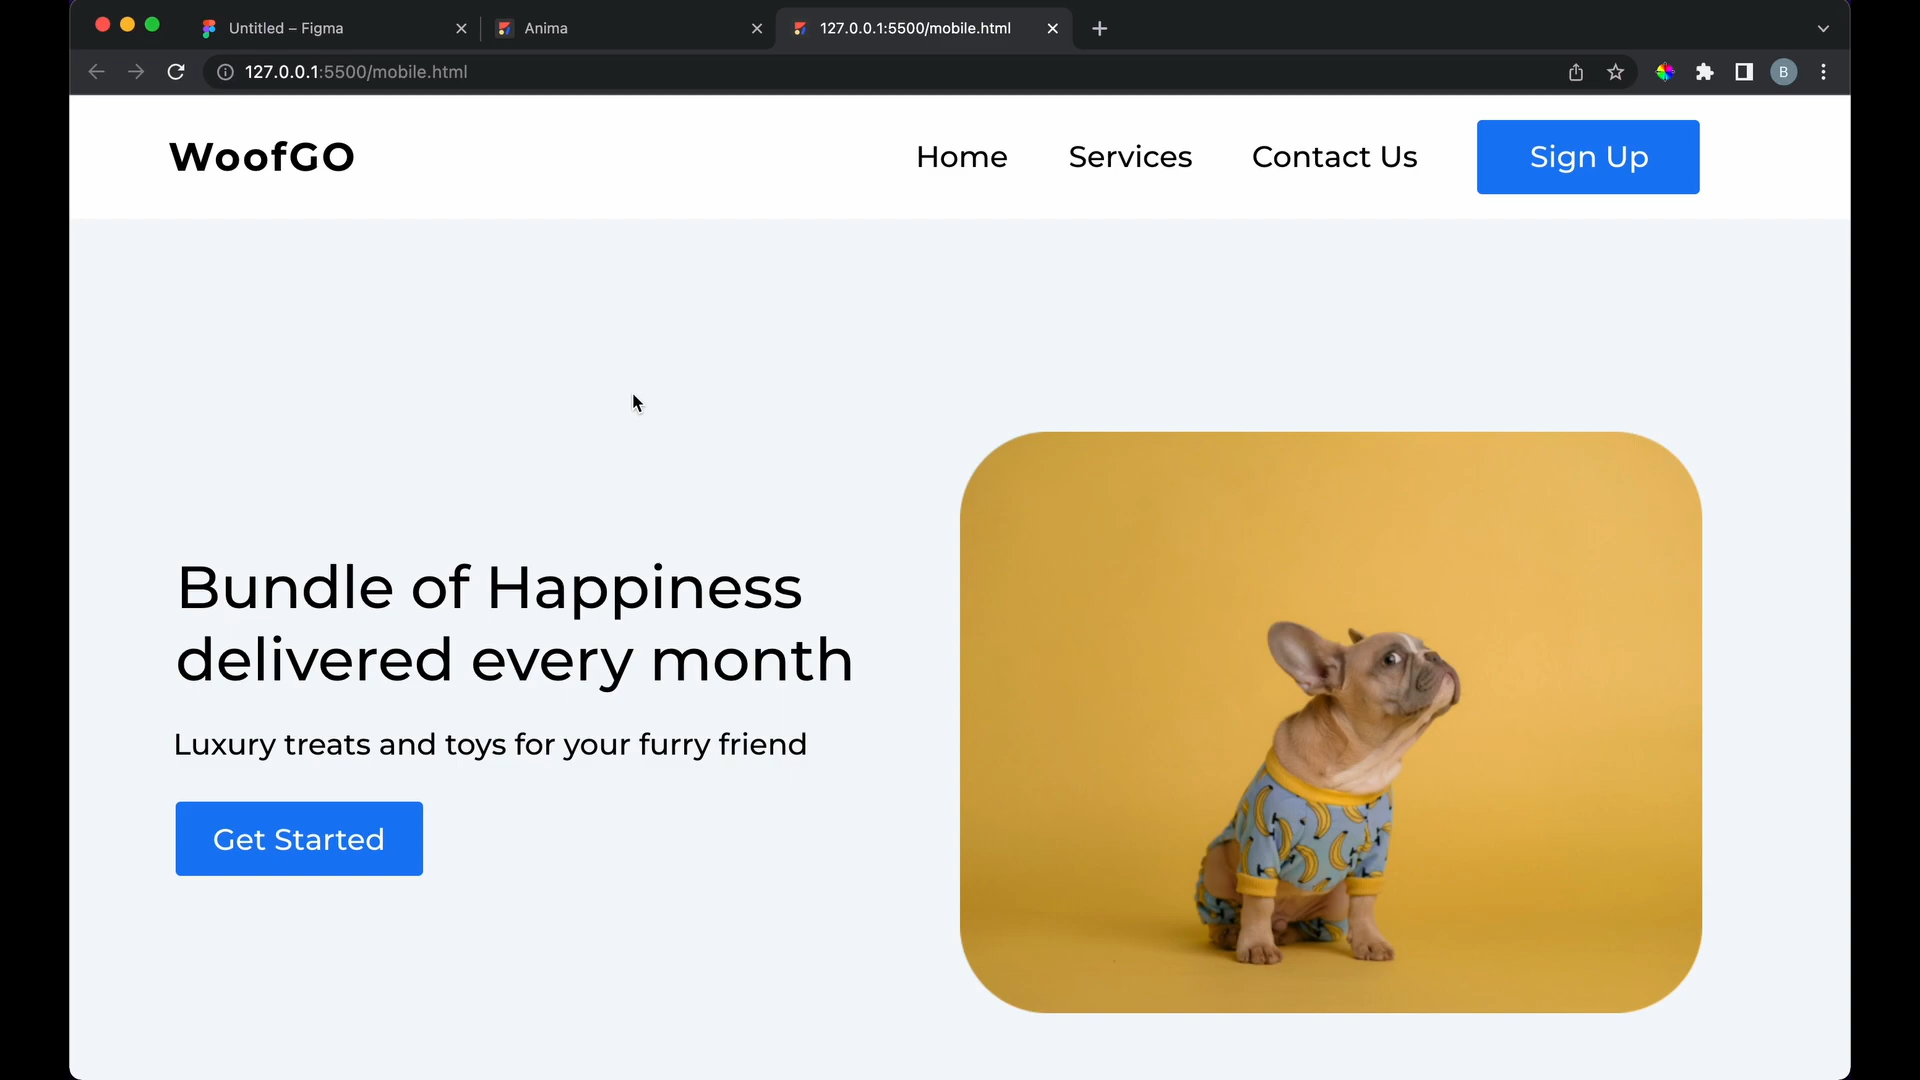 Untitled – Figma
Anima
127.0.0.1:5500/mobile.html
127.0.0.1:5500/mobile.html
B
WoofGO
Home
Services
Contact Us
Sign Up
Bundle of Happiness
delivered every month
Luxury treats and toys for your furry friend
Get Started